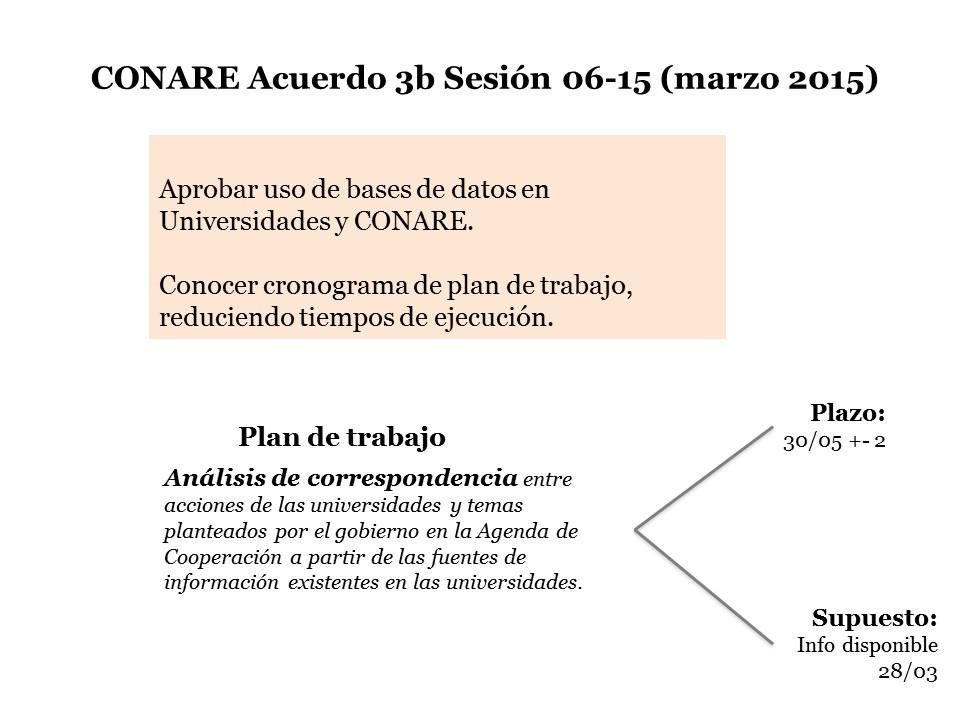 CONARE Acuerdo 3b Sesión 06-15 (marzo 2015)
Aprobar uso de bases de datos en
Universidades y CONARE.
Conocer cronograma de plan de trabajo,
reduciendo tiempos de ejecución.
Plan de trabajo
Análisis de correspondencia entre
acciones de las universidades y temas
planteados por el gobierno en la Agenda de
Cooperación a partir de las fuentes de
información existentes en las universidades.
Plazo:
30/05 +- 2
Supuesto:
Info disponible
28/03